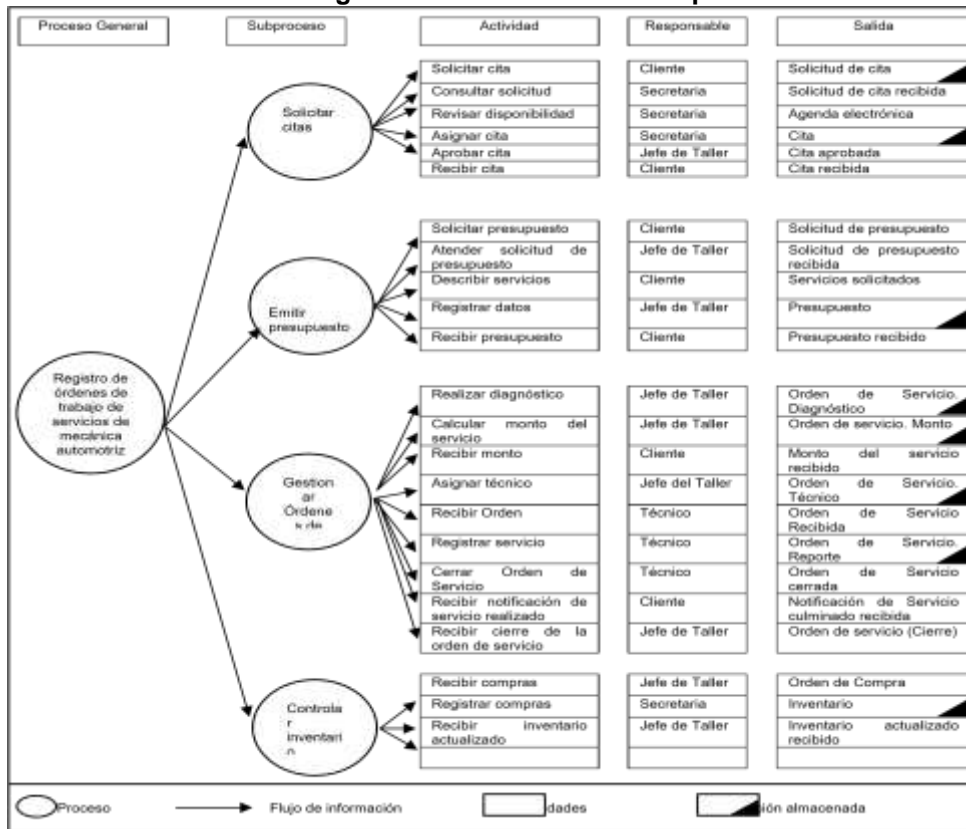 Proceso General
Subproceso
Actividad
Responsable
Salida
Registro de
órdenes de
trabajo de
servicios de
mecánica
automotriz
Solicitar
citas
Solicitar cita
Cliente
Solicitud de cita
Consultar solicitud
Secretaria
Solicitud de cita recibida
Revisar disponibilidad
Secretaria
Agenda electrónica
Asignar cita
Secretaria
Cita
Aprobar cita
Jefe de Taller
Cita aprobada
Recibir cita
Cliente
Cita recibida
Emitir
presupuesto
Solicitar presupuesto
Cliente
Solicitud de presupuesto
Atender solicitud de
presupuesto
Jefe de Taller
Solicitud de presupuesto
recibida
Describir servicios
Cliente
Servicios solicitados
Registrar datos
Jefe de Taller
Presupuesto
Recibir presupuesto
Cliente
Presupuesto recibido
Gestion
ar
Órdene
Realizar diagnóstico
Jefe de Taller
Orden de Servicio.
Diagnóstico
Calcular monto del
servicio
Jefe de Taller
Orden de servicio. Monto
Recibir monto
Cliente
Monto del servicio
recibido
Asignar técnico
Jefe del Taller
Orden de Servicio.
Técnico
Recibir Orden
Técnico
Orden de Servicio
Recibida
Registrar servicio
Técnico
Orden de Servicio.
Reporte
Cerrar Orden de
Servicio
Técnico
Orden de Servicio
cerrada
Recibir notificación de
servicio realizado
Cliente
Notificación de Servicio
culminado recibida
Recibir cierre de la
orden de servicio
Jefe de Taller
Orden de servicio (Cierre)
Controla
r
inventari
Recibir compras
Jefe de Taller
Orden de Compra
Registrar compras
Secretaria
Inventario
Recibir inventario
actualizado
Jefe de Taller
Inventario actualizado
recibido
Proceso
Flujo de información
dades
ión almacenada